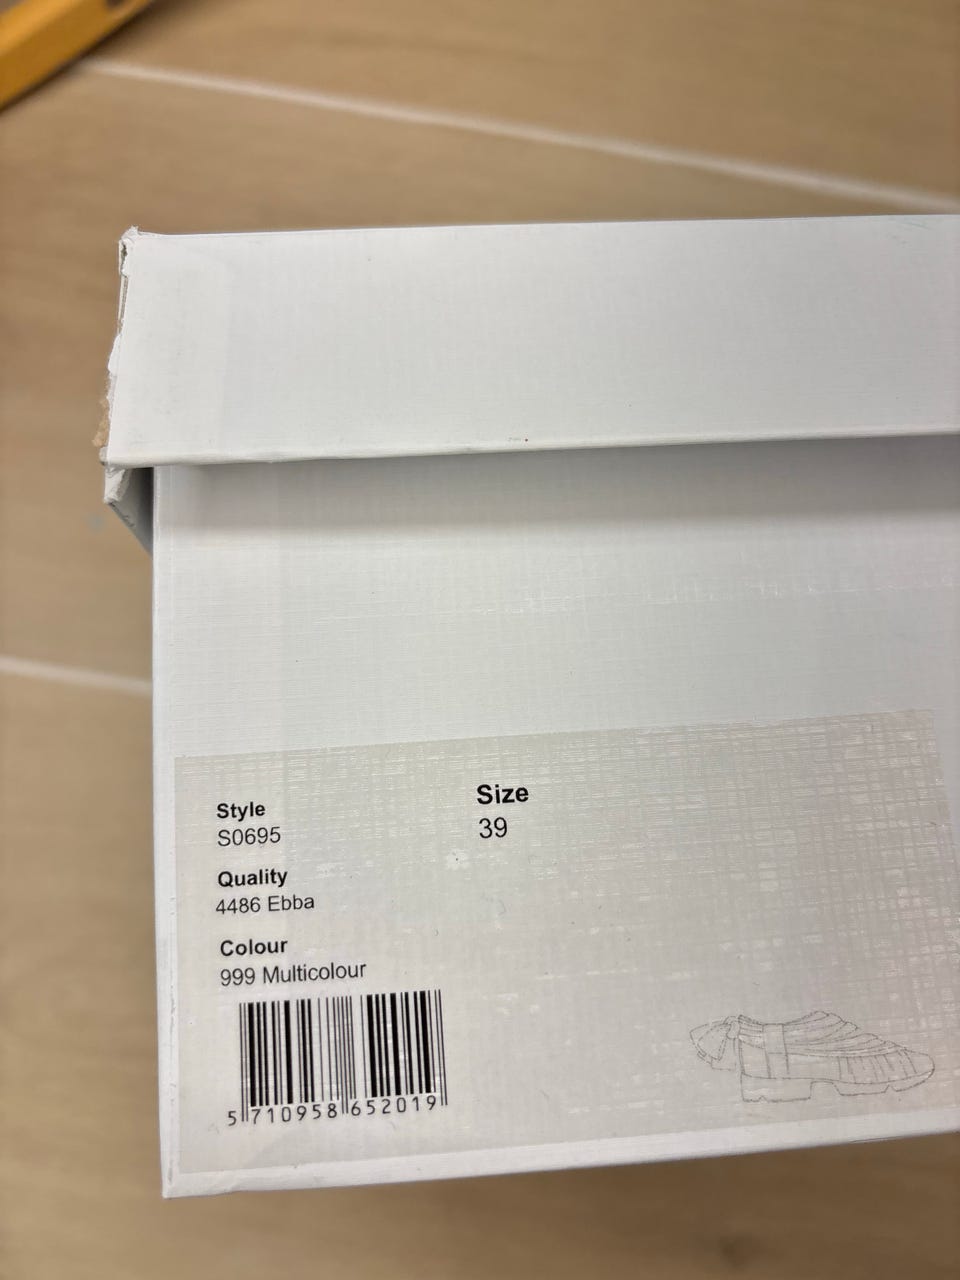 Style
S0695
Size
39
Quality
4486 Ebba
Colour
999 Multicolour
5 710958 652019